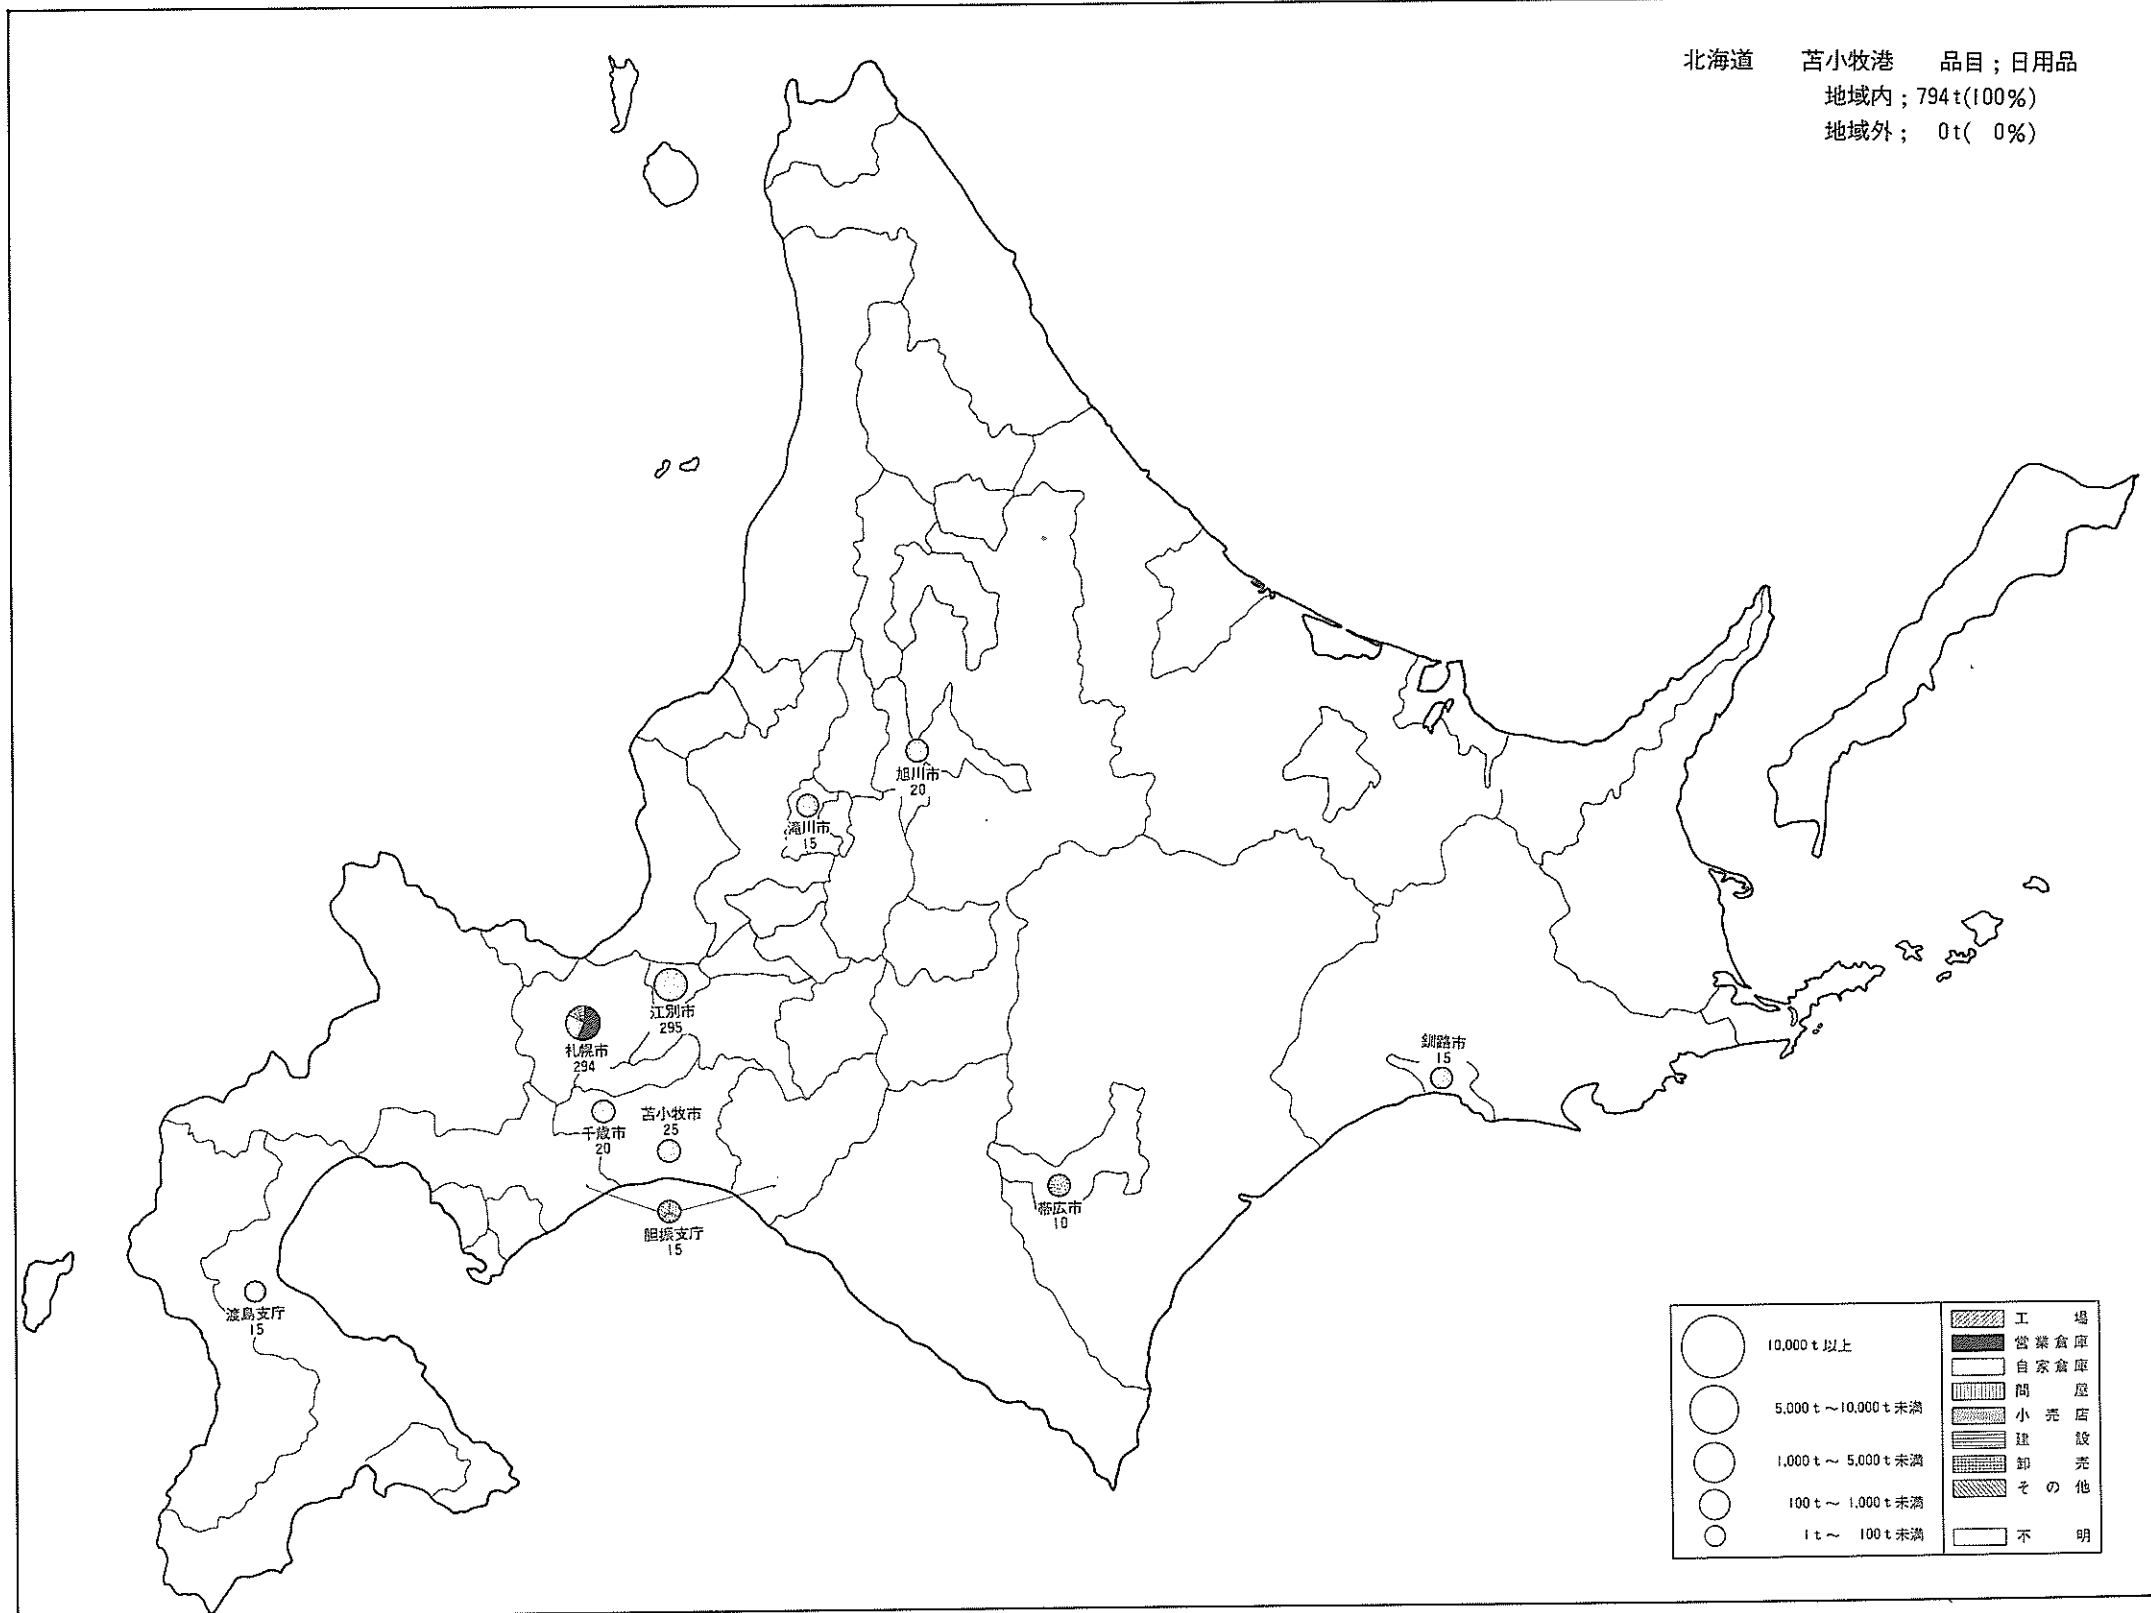 北海道 苫小牧港 品目；日用品
地域内；794t(100%)
地域外； 0t( 0%)
旭川市
20
滝川市
15
江別市
295
札幌市
294
釧路市
15
千歳市
20
苫小牧市
25
帯広市
10
胆振支庁
15
渡島支庁
15
10,000t以上
5,000t～10,000t未満
1,000t～ 5,000t未満
100t～ 1,000t未満
1t～ 100t未満
工場
営業倉庫
自家倉庫
問屋
小売店
建設
卸売
その他
不明